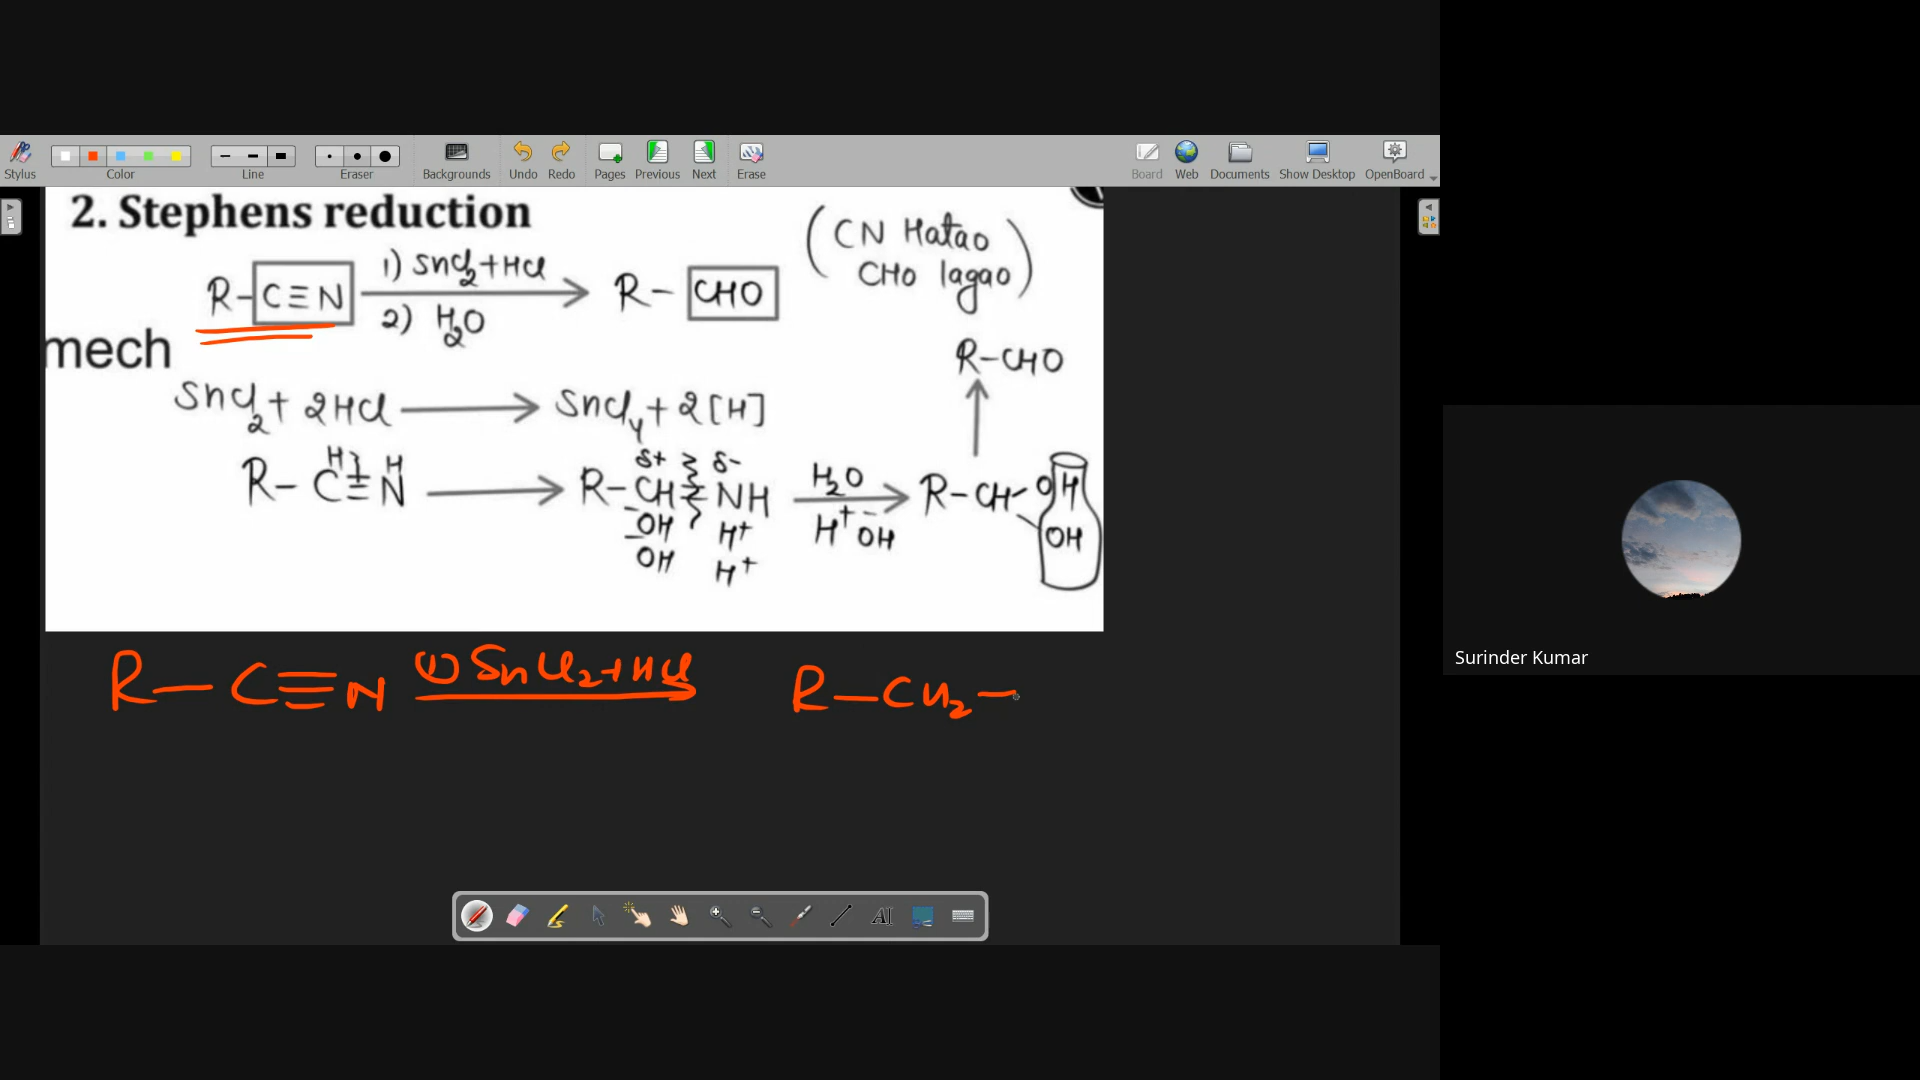 Stylus
Color
Line
Eraser
Backgrounds
Undo
Redo
Pages
Previous
Next
Erase
Board
Web
Documents
Show Desktop
OpenBoard
2. Stephens reduction
(CN Hatao
CHO lagao)
R-C≡N 1) SnCl2+HCl 2) H2O → R-CHO
mech
R-CHO
SnCl2 + 2HCl → SnCl4 + 2[H]
R-C≡N H H → R-CH=NH δ+ δ- H2O H+ -OH → R-CH-OH
-OH H+ OH
-OH H+
R-C≡N (1) SnCl2+HCl → R-CH2-
AI
Surinder Kumar